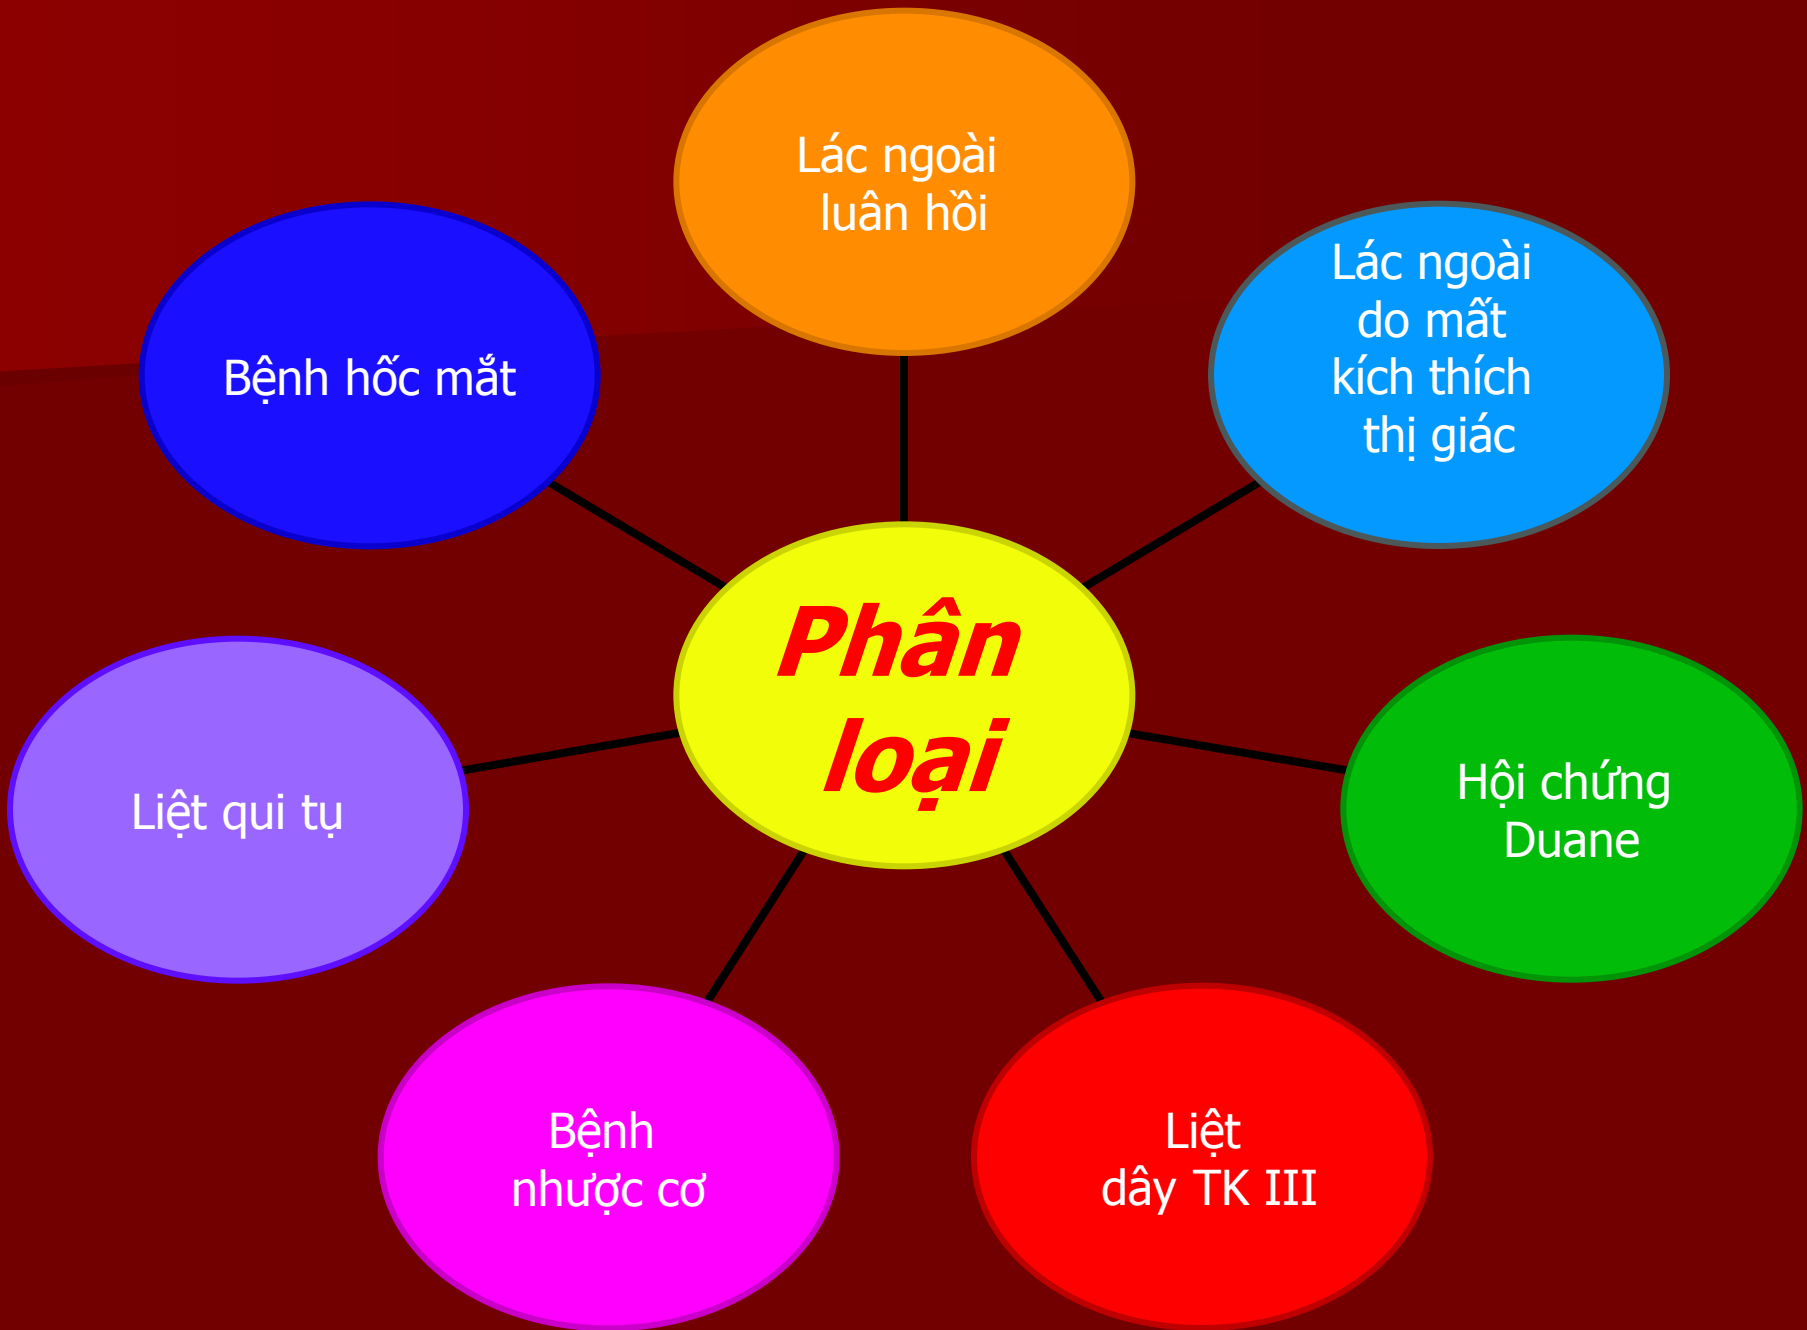 Lác ngoài
luân hồi
Lác ngoài
do mất
kích thích
thị giác
Bệnh hốc mắt
Phân
loại
Hội chứng
Duane
Liệt qui tụ
Bệnh
nhược cơ
Liệt
dây TK III